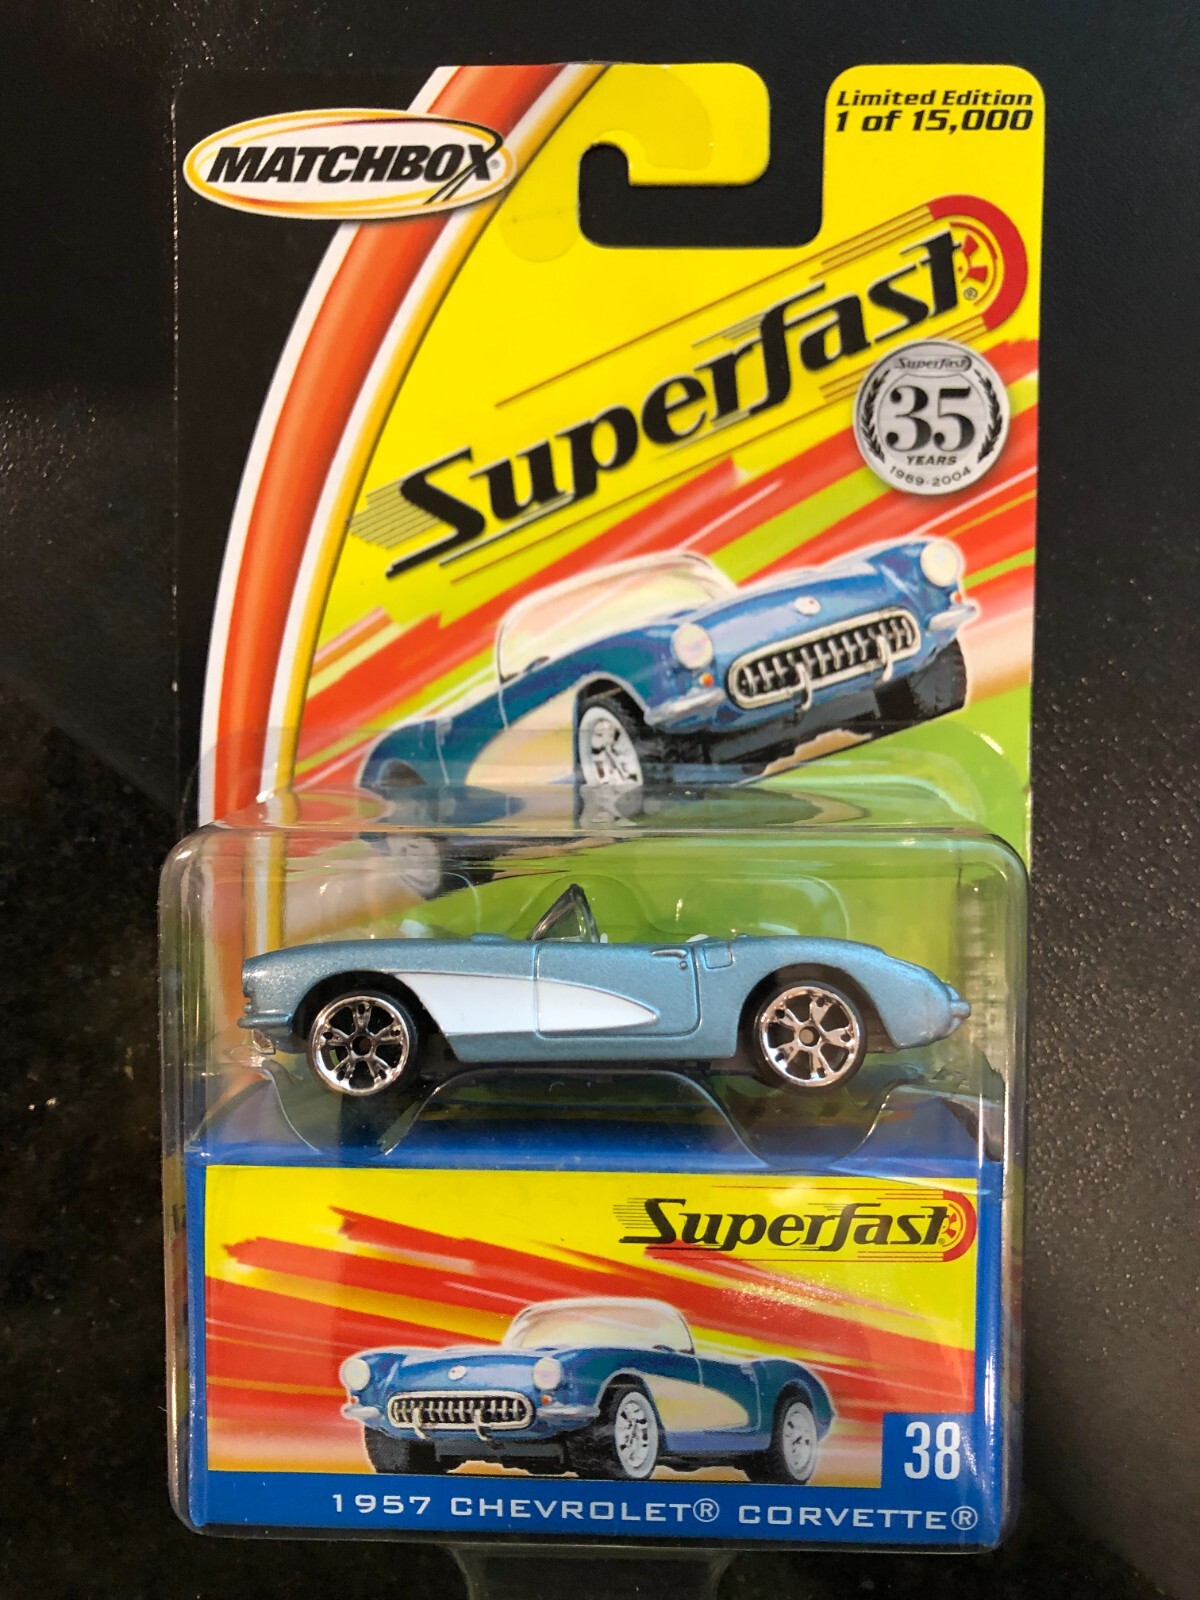 MATCHBOX®
Limited Edition
1 of 15,000
Superfast®
Superfast
35
YEARS
1969-2004
Superfast
38
1957 CHEVROLET® CORVETTE®